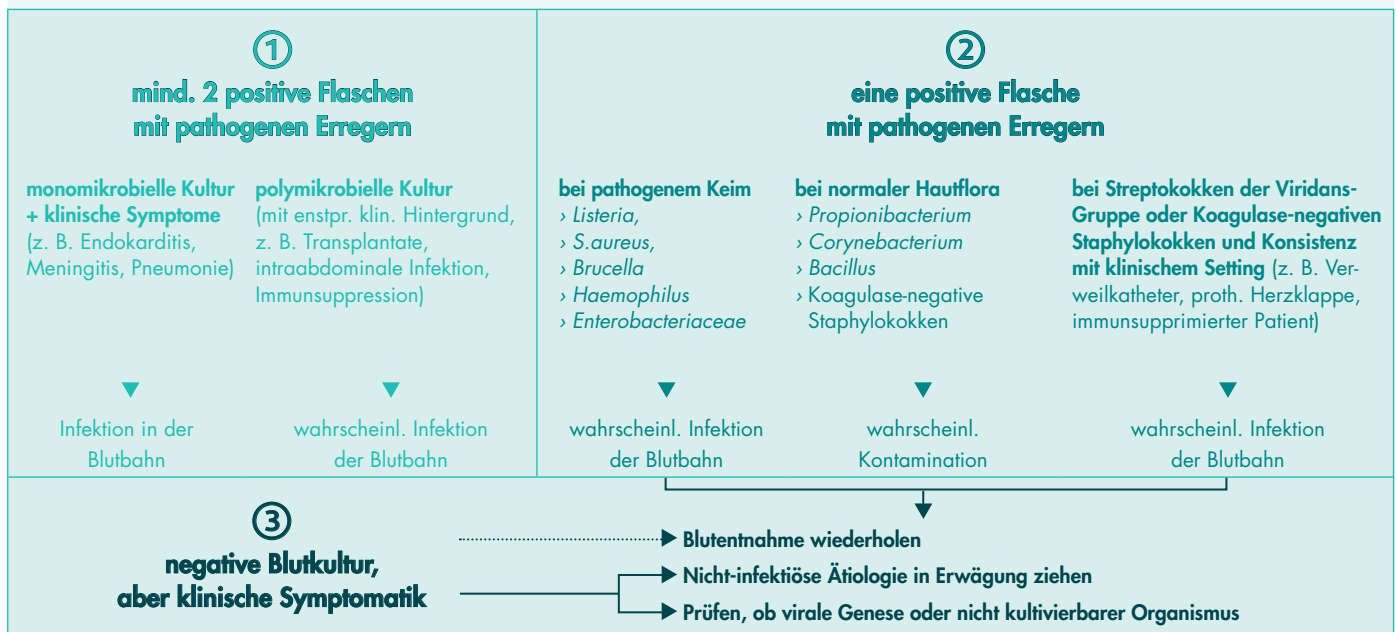 ①
mind. 2 positive Flaschen
mit pathogenen Erregern
monomikrobielle Kultur
+ klinische Symptome
(z. B. Endokarditis,
Meningitis, Pneumonie)
Infektion in der
Blutbahn
polymikrobielle Kultur
(mit enstpr. klin. Hintergrund,
z. B. Transplantate,
intraabdominale Infektion,
Immunsuppression)
wahrscheinl. Infektion
der Blutbahn
②
eine positive Flasche
mit pathogenen Erregern
bei pathogenem Keim
› Listeria,
› S.aureus,
› Brucella
› Haemophilus
› Enterobacteriaceae
wahrscheinl. Infektion
der Blutbahn
bei normaler Hautflora
› Propionibacterium
› Corynebacterium
› Bacillus
› Koagulase-negative
Staphylokokken
wahrscheinl.
Kontamination
bei Streptokokken der Viridans-
Gruppe oder Koagulase-negativen
Staphylokokken und Konsistenz
mit klinischem Setting (z. B. Ver-
weilkatheter, proth. Herzklappe,
immunsupprimierter Patient)
wahrscheinl. Infektion
der Blutbahn
③
negative Blutkultur,
aber klinische Symptomatik
Blutentnahme wiederholen
Nicht-infektiöse Ätiologie in Erwägung ziehen
Prüfen, ob virale Genese oder nicht kultivierbarer Organismus